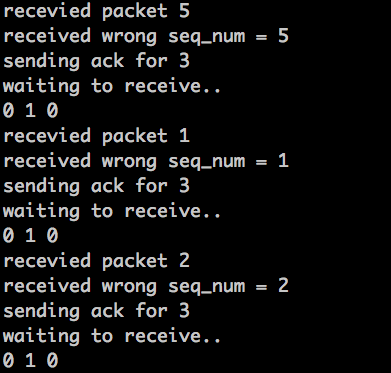 recevied packet 5
received wrong seq_num = 5
sending ack for 3
waiting to receive..
0 1 0
recevied packet 1
received wrong seq_num = 1
sending ack for 3
waiting to receive..
0 1 0
recevied packet 2
received wrong seq_num = 2
sending ack for 3
waiting to receive..
0 1 0